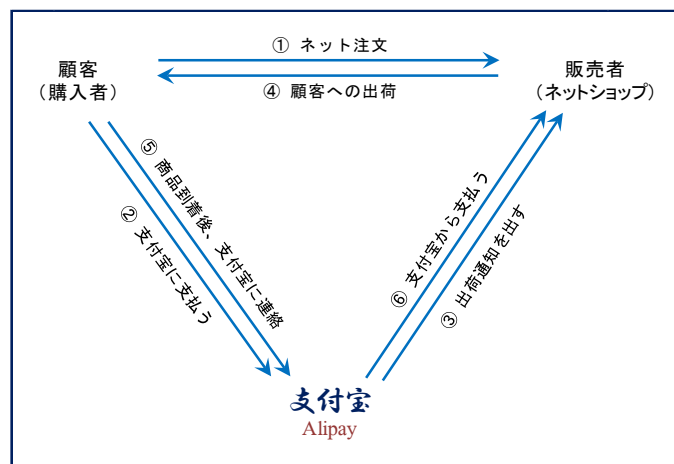 ① ネット注文
顧客
（購入者）
販売者
（ネットショップ）
④ 顧客への出荷
⑤ 商品到着後、支付宝に連絡
② 支付宝に支払う
⑥ 支付宝から支払う
③ 出荷通知を出す
支付宝
Alipay